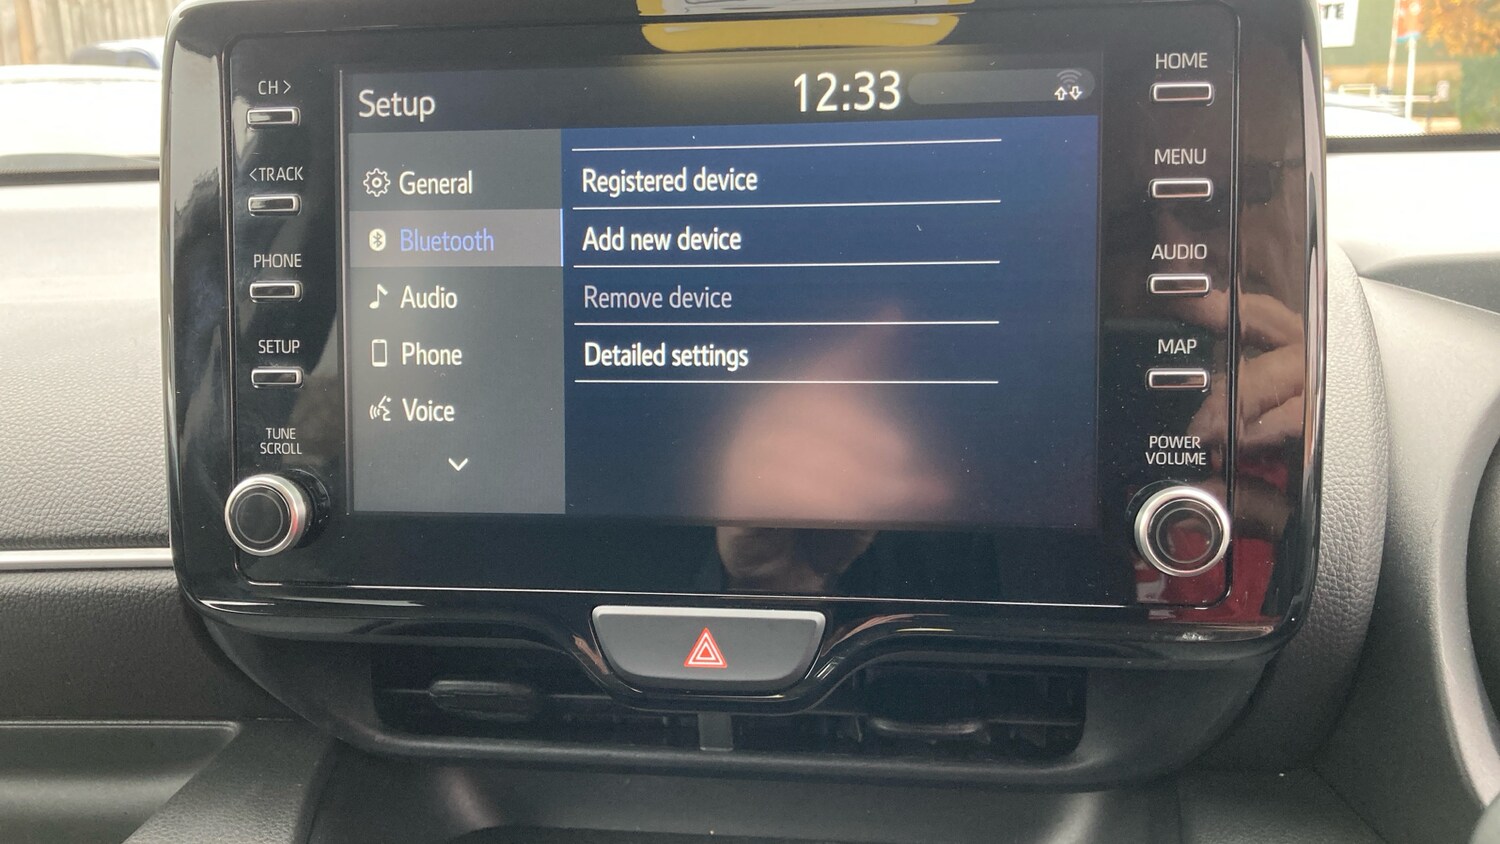 Setup
12:33
CH >
<TRACK
PHONE
SETUP
TUNE
SCROLL
General
Bluetooth
Audio
Phone
Voice
Registered device
Add new device
Remove device
Detailed settings
HOME
MENU
AUDIO
MAP
POWER
VOLUME